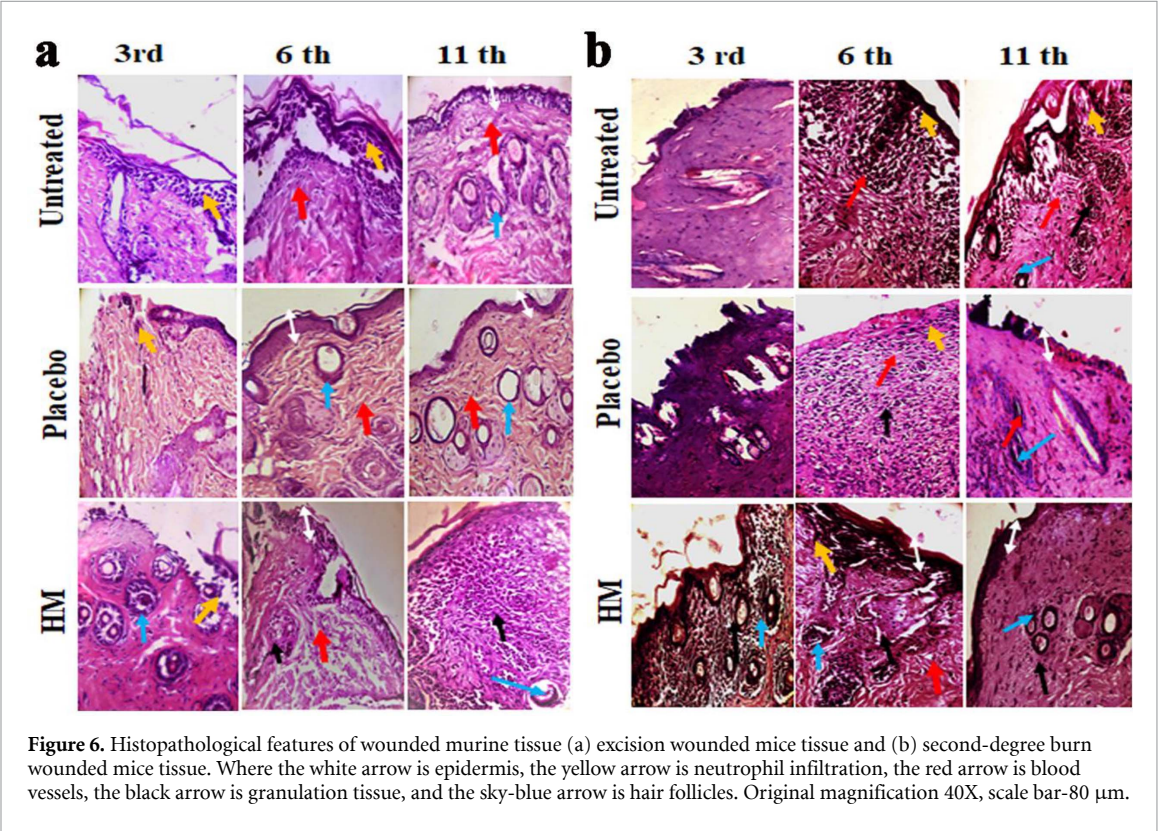 a
3rd 6 th 11 th
Untreated
Placebo
HM
b
3 rd 6 th 11 th
Untreated
Placebo
HM
Figure 6. Histopathological features of wounded murine tissue (a) excision wounded mice tissue and (b) second-degree burn
wounded mice tissue. Where the white arrow is epidermis, the yellow arrow is neutrophil infiltration, the red arrow is blood
vessels, the black arrow is granulation tissue, and the sky-blue arrow is hair follicles. Original magnification 40X, scale bar-80 μm.